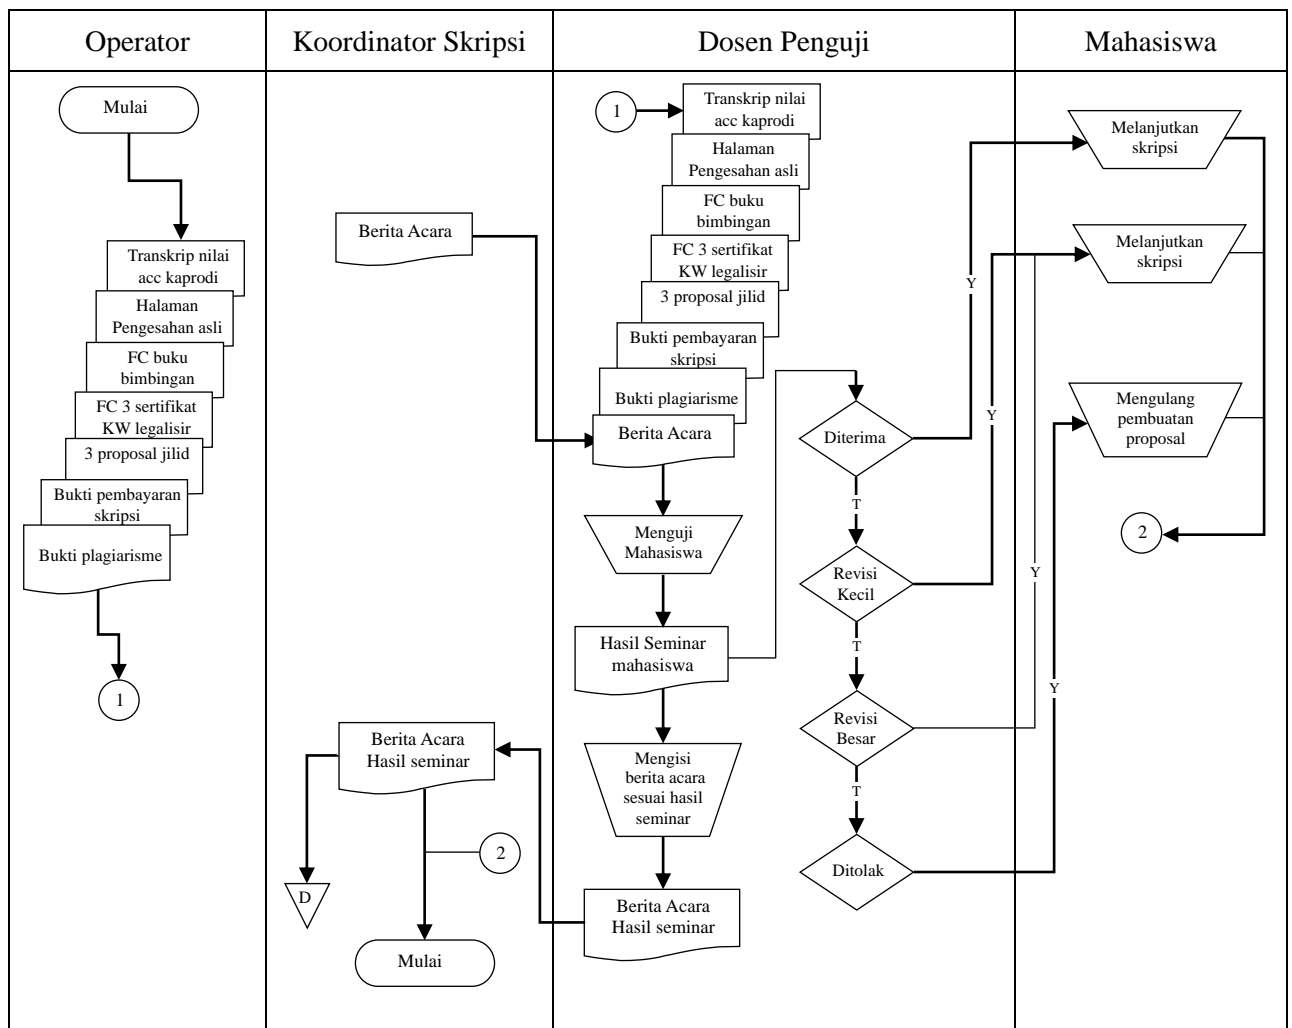 Operator
Koordinator Skripsi
Dosen Penguji
Mahasiswa
Mulai
Transkrip nilai
acc kaprodi
Halaman
Pengesahan asli
FC buku
bimbingan
FC 3 sertifikat
KW legalisir
3 proposal jilid
Bukti pembayaran
skripsi
Bukti plagiarisme
1
Berita Acara
Berita Acara
Hasil seminar
D
2
Mulai
1
Transkrip nilai
acc kaprodi
Halaman
Pengesahan asli
FC buku
bimbingan
FC 3 sertifikat
KW legalisir
3 proposal jilid
Bukti pembayaran
skripsi
Bukti plagiarisme
Berita Acara
Menguji
Mahasiswa
Hasil Seminar
mahasiswa
Mengisi
berita acara
sesuai hasil
seminar
Berita Acara
Hasil seminar
Diterima
T
Revisi
Kecil
T
Revisi
Besar
T
Ditolak
Y
Y
Y
Y
Melanjutkan
skripsi
Melanjutkan
skripsi
Mengulang
pembuatan
proposal
2